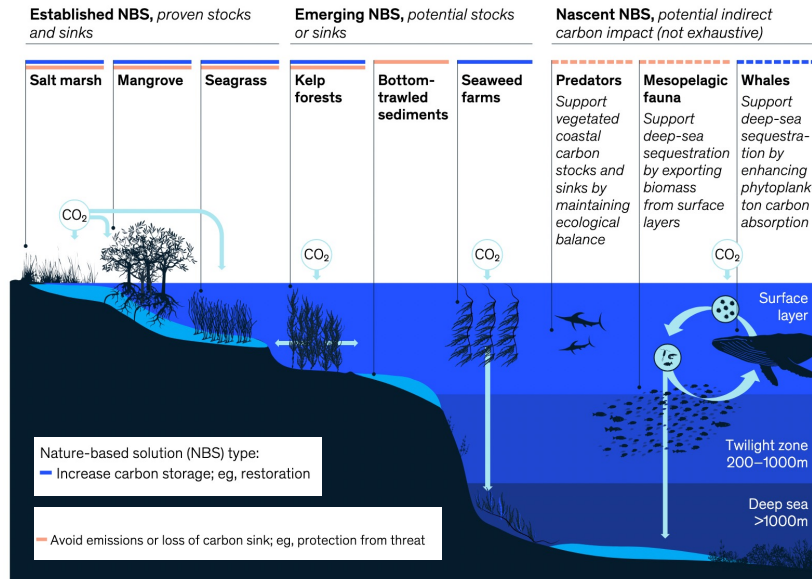 Established NBS, proven stocks
and sinks
Emerging NBS, potential stocks
or sinks
Nascent NBS, potential indirect
carbon impact (not exhaustive)
Salt marsh
Mangrove
Seagrass
Kelp
forests
Bottom-
trawled
sediments
Seaweed
farms
Predators
Support
vegetated
coastal
carbon
stocks and
sinks by
maintaining
ecological
balance
Mesopelagic
fauna
Support
deep-sea
sequestration
by exporting
biomass
from surface
layers
Whales
Support
deep-sea
sequestra-
tion by
enhancing
phytoplank
ton carbon
absorption
CO₂
CO₂
CO₂
CO₂
Surface
layer
Twilight zone
200–1000m
Deep sea
>1000m
Nature-based solution (NBS) type:
Increase carbon storage; eg, restoration
Avoid emissions or loss of carbon sink; eg, protection from threat